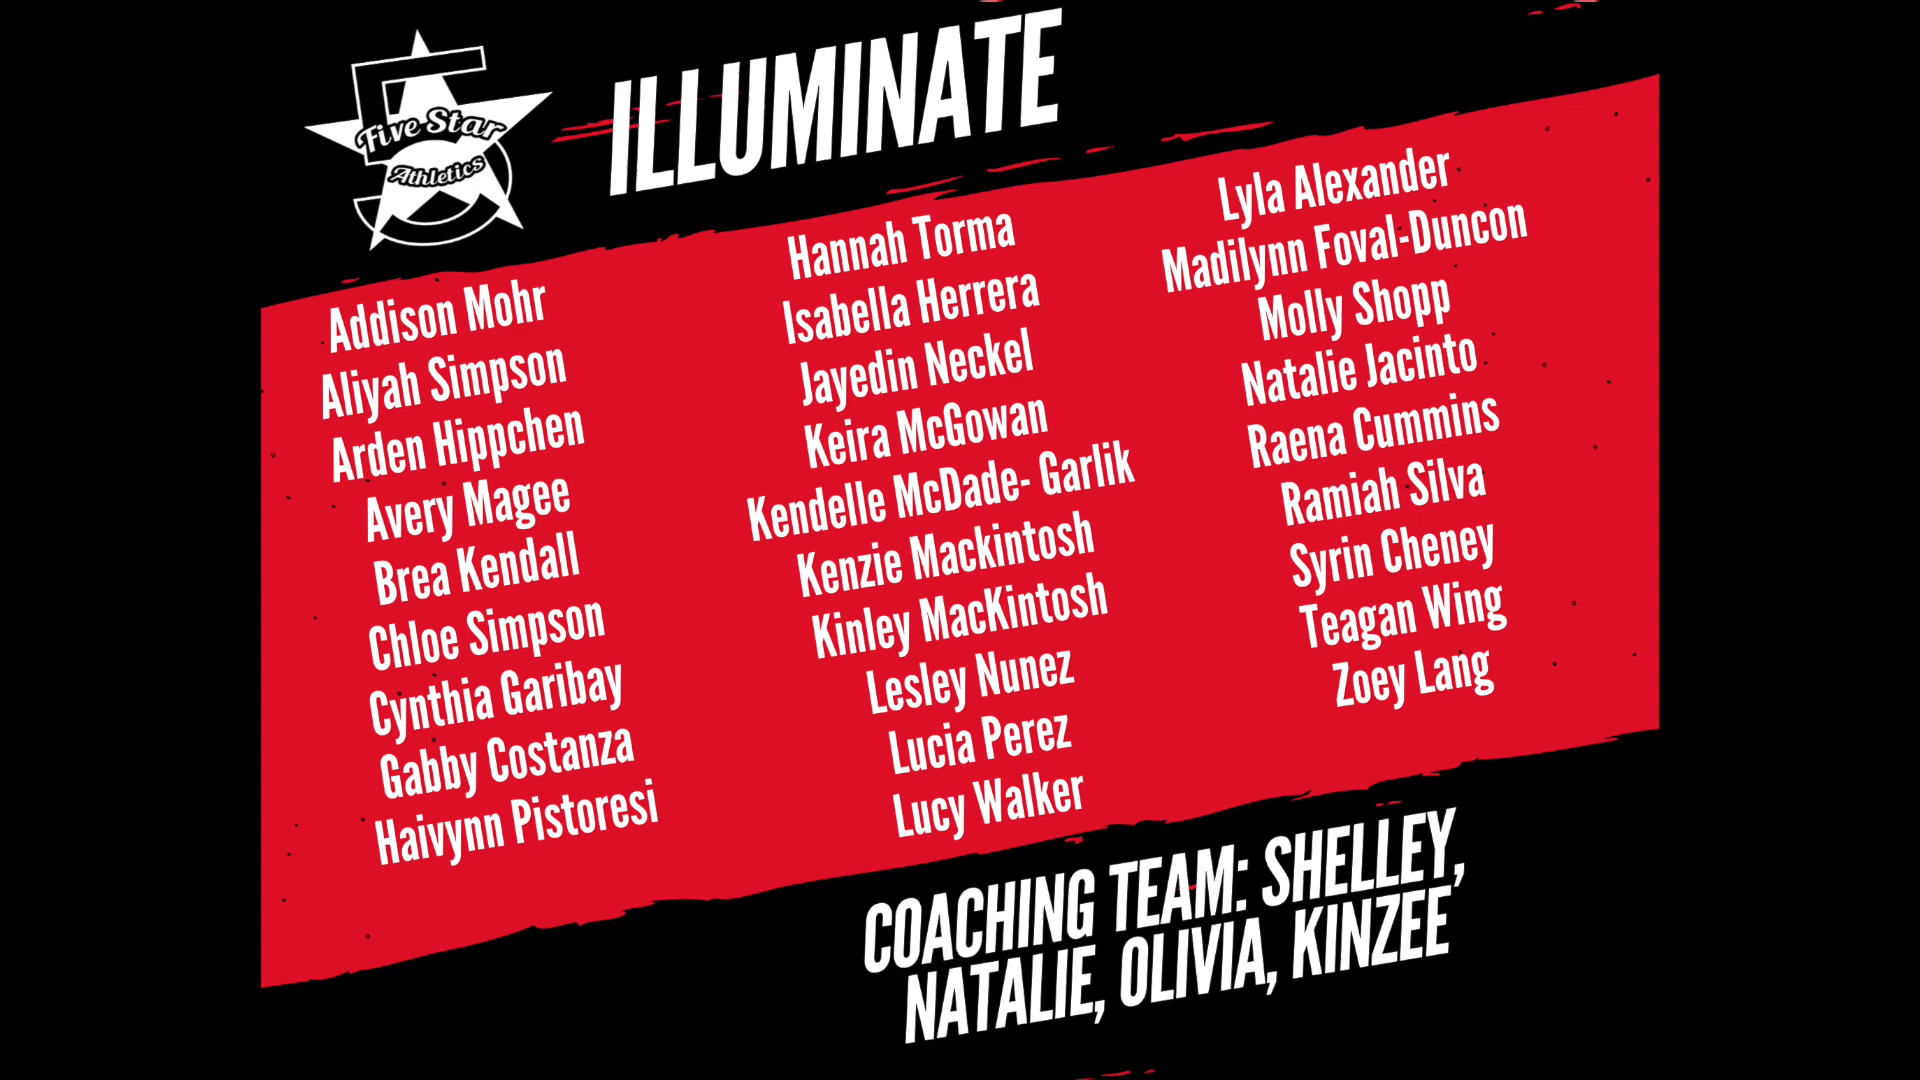 Five Star
Athletics
ILLUMINATE
Addison Mohr
Aliyah Simpson
Arden Hippchen
Avery Magee
Brea Kendall
Chloe Simpson
Cynthia Garibay
Gabby Costanza
Haivynn Pistoresi
Hannah Torma
Isabella Herrera
Jayedin Neckel
Keira McGowan
Kendelle McDade- Garlik
Kenzie Mackintosh
Kinley MacKintosh
Lesley Nunez
Lucia Perez
Lucy Walker
Lyla Alexander
Madilynn Foval-Duncon
Molly Shopp
Natalie Jacinto
Raena Cummins
Ramiah Silva
Syrin Cheney
Teagan Wing
Zoey Lang
COACHING TEAM: SHELLEY,
NATALIE, OLIVIA, KINZEE